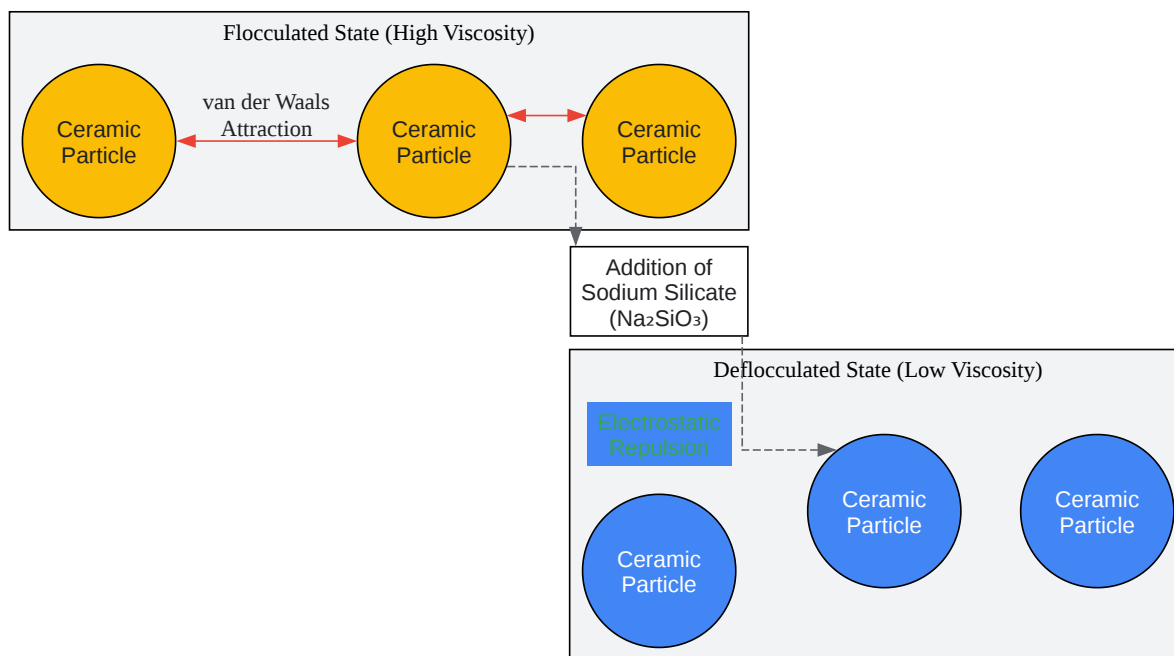 Flocculated State (High Viscosity)
van der Waals
Attraction
Ceramic
Particle
Ceramic
Particle
Ceramic
Particle
Addition of
Sodium Silicate
(Na₂SiO₃)
Deflocculated State (Low Viscosity)
Electrostatic
Repulsion
Ceramic
Particle
Ceramic
Particle
Ceramic
Particle